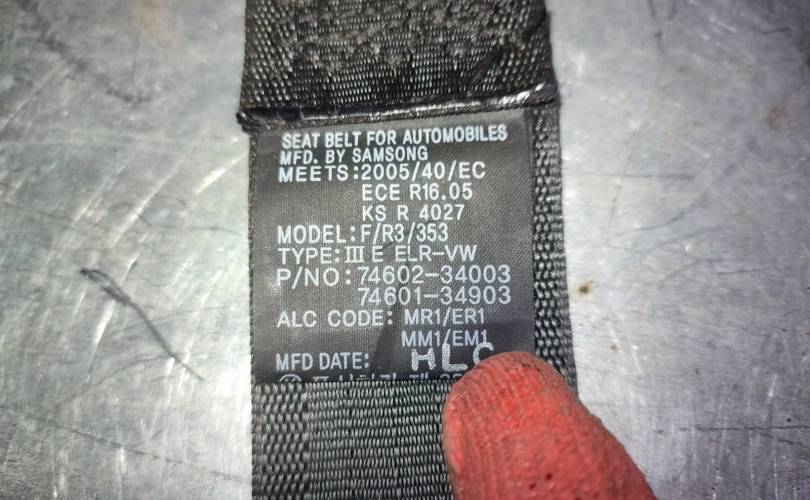 SEAT BELT FOR AUTOMOBILES
MFD. BY SAMSONG
MEETS:2005/40/EC
ECE R16.05
KS R 4027
MODEL:F/R3/353
TYPE:Ⅲ E ELR-VW
P/NO:74602-34003
74601-34903
ALC CODE: MR1/ER1
MM1/EM1
MFD DATE: HLC